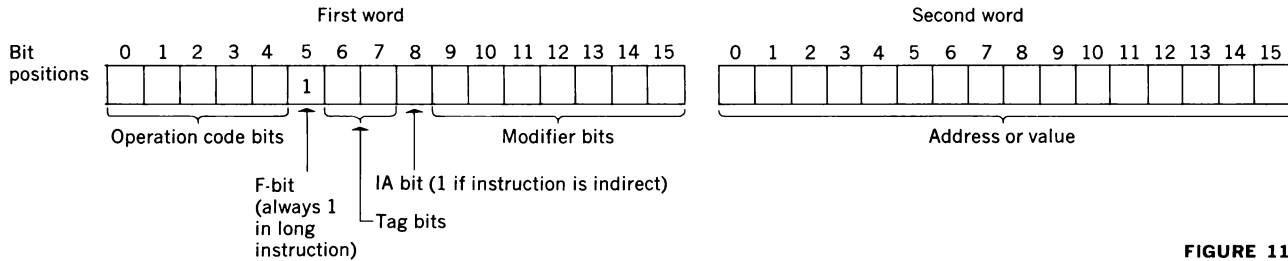 First word
Second word
Bit positions
0 1 2 3 4 5 6 7 8 9 10 11 12 13 14 15
0 1 2 3 4 5 6 7 8 9 10 11 12 13 14 15
1
Operation code bits
Modifier bits
Address or value
F-bit
(always 1
in long
instruction)
IA bit (1 if instruction is indirect)
Tag bits
FIGURE 11